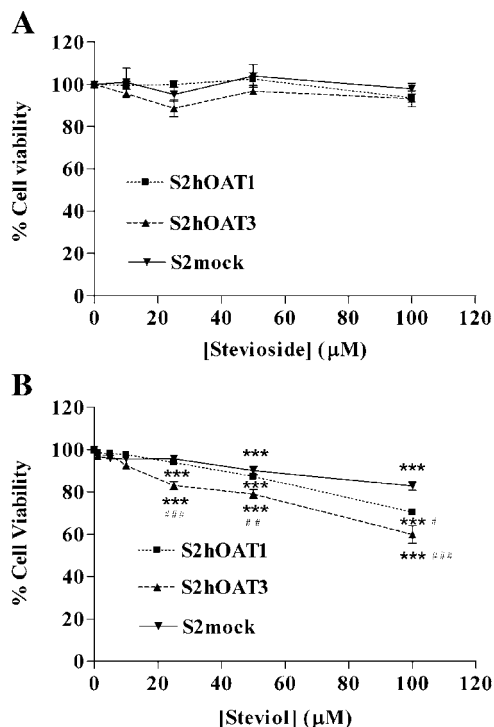 A
120
100
80
60
40
20
0
% Cell viability
S2hOAT1
S2hOAT3
S2mock
0 20 40 60 80 100 120
[Stevioside] (μM)
B
120
100
80
60
40
20
0
% Cell Viability
*** *** ***
*** ***
*** *** *** #
### ## *** ###
S2hOAT1
S2hOAT3
S2mock
0 20 40 60 80 100 120
[Steviol] (μM)